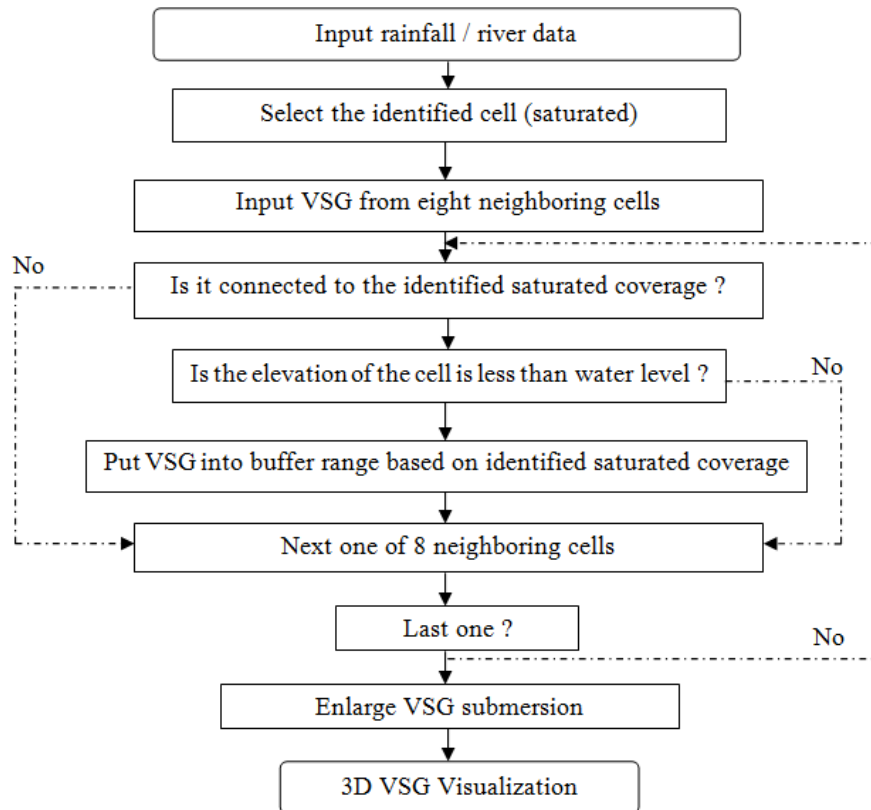 Input rainfall / river data
Select the identified cell (saturated)
Input VSG from eight neighboring cells
No
Is it connected to the identified saturated coverage ?
Is the elevation of the cell is less than water level ?
No
Put VSG into buffer range based on identified saturated coverage
Next one of 8 neighboring cells
Last one ?
No
Enlarge VSG submersion
3D VSG Visualization